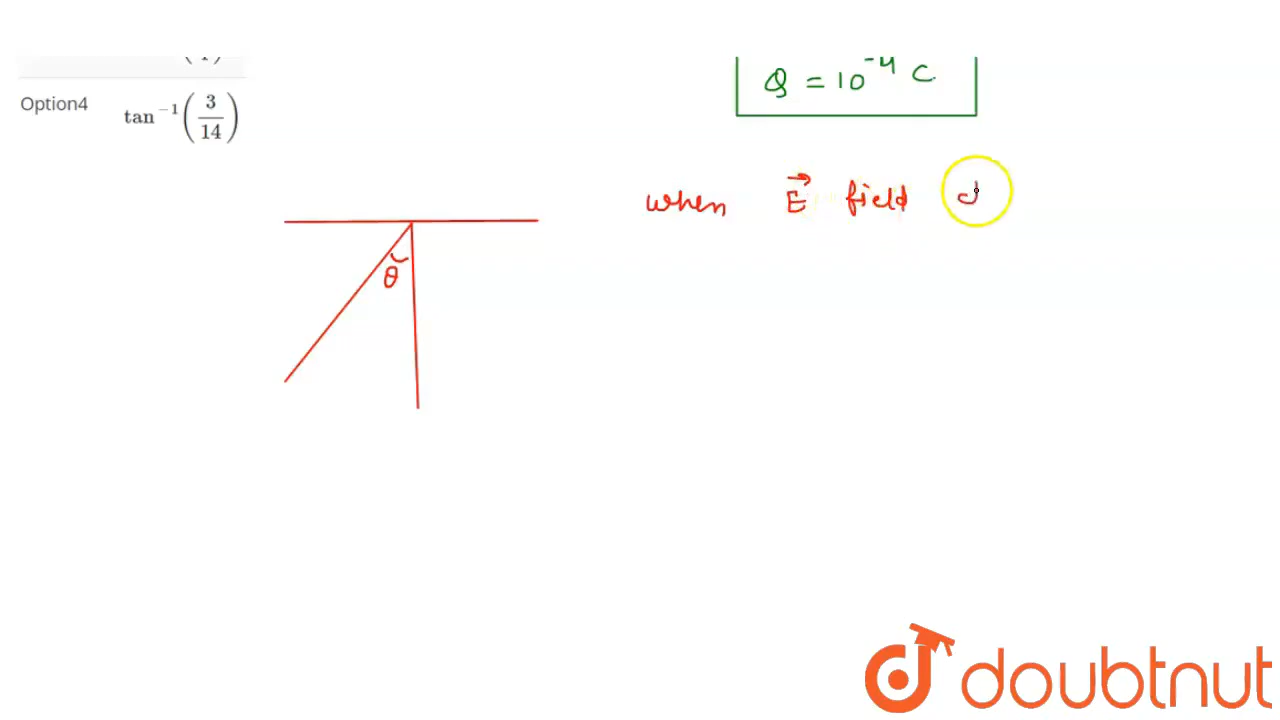 Q = 10⁻⁴ C
Option4 tan⁻¹(3/14)
when E⃗ field d
θ
doubtnut